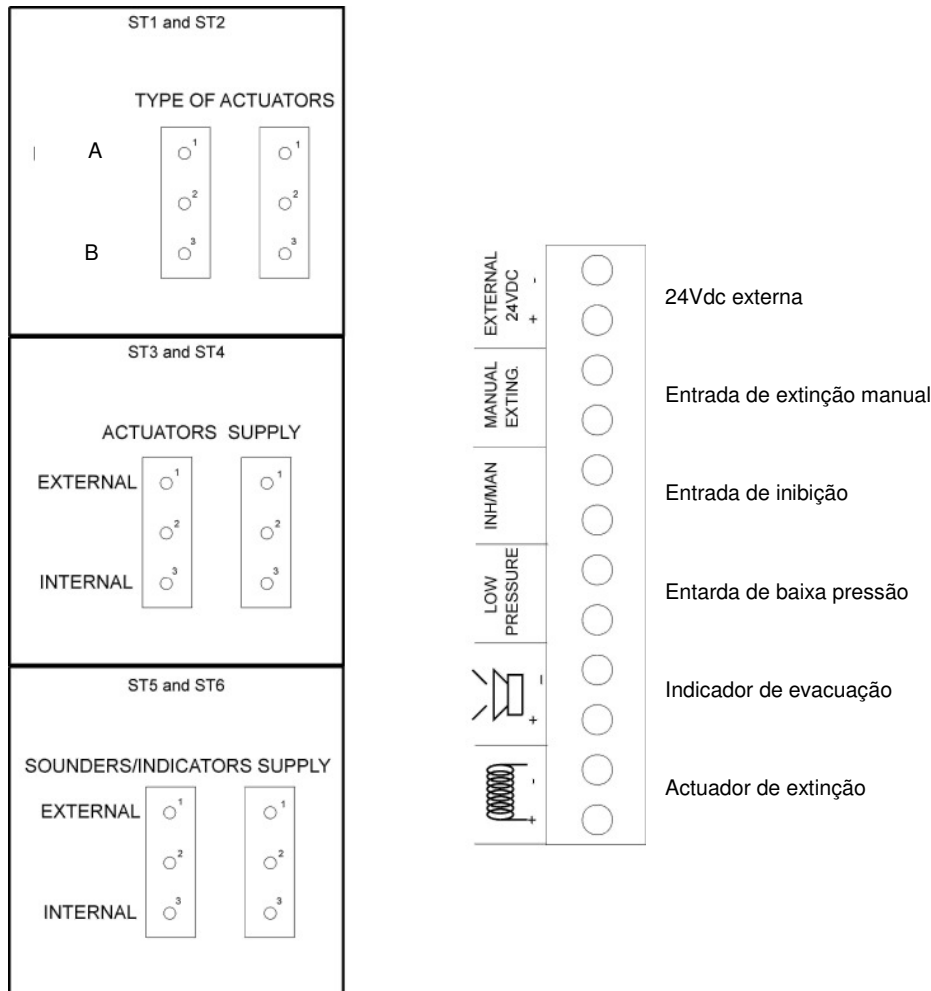 ST1 and ST2
TYPE OF ACTUATORS
A
1 1
2 2
B
3 3
ST3 and ST4
ACTUATORS SUPPLY
EXTERNAL
1 1
2 2
INTERNAL
3 3
ST5 and ST6
SOUNDERS/INDICATORS SUPPLY
EXTERNAL
1 1
2 2
INTERNAL
3 3
EXTERNAL
24VDC
+ -
24Vdc externa
MANUAL
EXTING.
Entrada de extinção manual
INH/MAN
Entrada de inibição
LOW
PRESSURE
Entarda de baixa pressão
+ -
Indicador de evacuação
+ -
Actuador de extinção